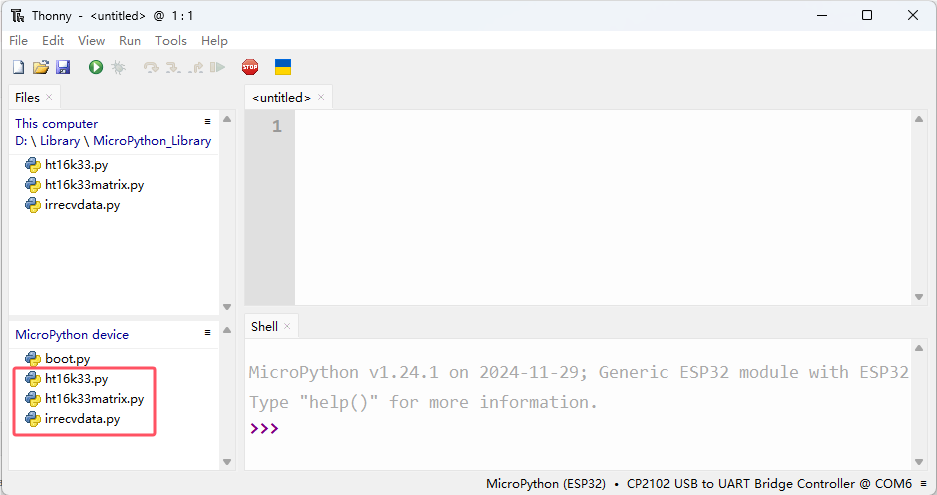 Thonny - <untitled> @ 1 : 1
File Edit View Run Tools Help
STOP
Files
This computer
D: \ Library \ MicroPython_Library
ht16k33.py
ht16k33matrix.py
irrecvdata.py
MicroPython device
boot.py
ht16k33.py
ht16k33matrix.py
irrecvdata.py
<untitled>
1
Shell
MicroPython v1.24.1 on 2024-11-29; Generic ESP32 module with ESP32
Type "help()" for more information.
>>>
MicroPython (ESP32) • CP2102 USB to UART Bridge Controller @ COM6